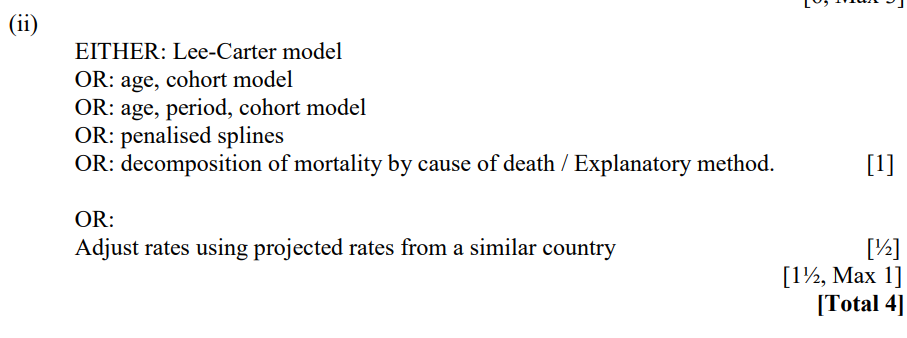 (ii)
EITHER: Lee-Carter model
OR: age, cohort model
OR: age, period, cohort model
OR: penalised splines
OR: decomposition of mortality by cause of death / Explanatory method. [1]
OR:
Adjust rates using projected rates from a similar country [½]
[1½, Max 1]
[Total 4]